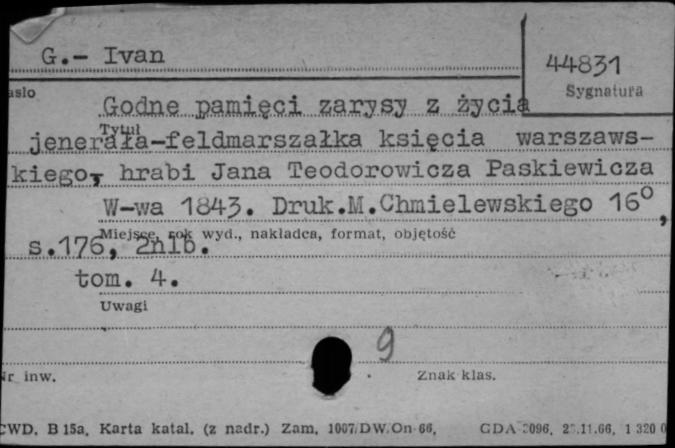 G.- Ivan
44831
asło
Sygnatura
Godne pamięci zarysy z życia
Tytuł
jenerała-feldmarszałka księcia warszaws-
kiego, hrabi Jana Teodorowicza Paskiewicza
W-wa 1843. Druk.M.Chmielewskiego 16°,
Miejsce, rok wyd., nakładca, format, objętość
s.176, 2nlb.
tom. 4.
Uwagi
9
Nr inw.
Znak klas.
CWD. B 15a. Karta katal. (z nadr.) Zam. 1007/DW.On 66. GDA 2096, .11.66, 1 320 0